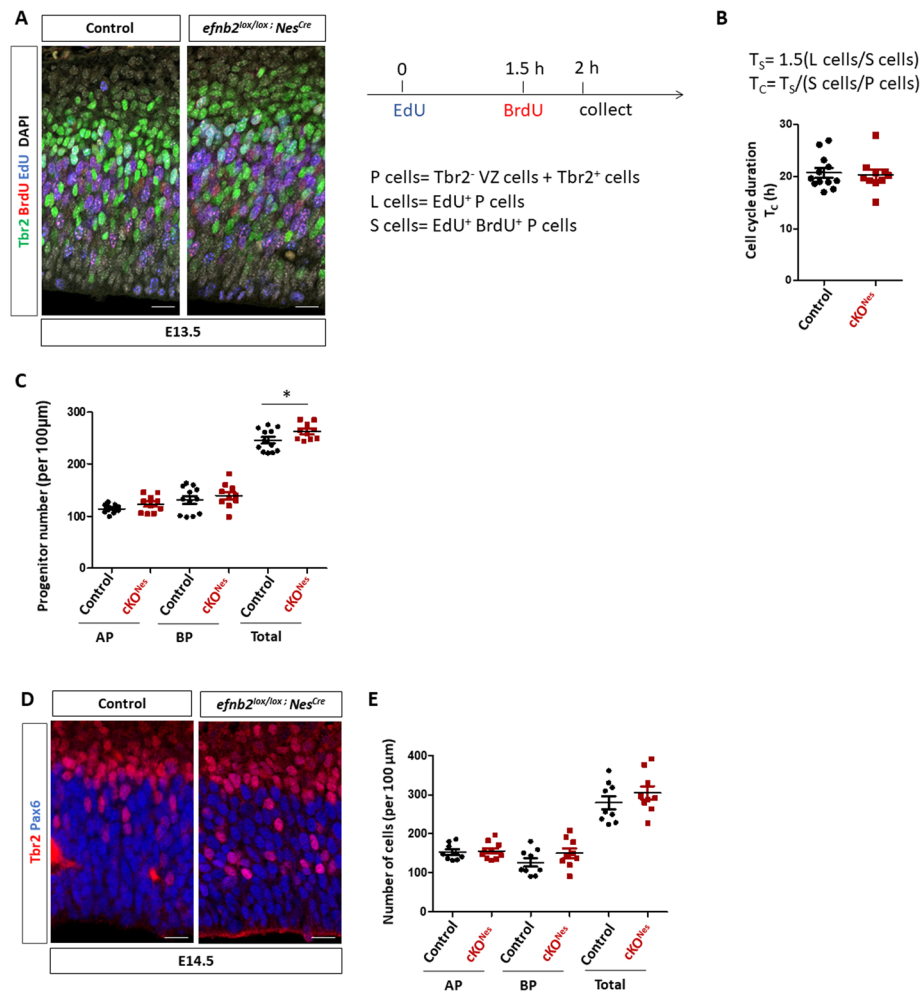 A
Control
efnb2lox/lox ; NesCre
Tbr2 BrdU EdU DAPI
E13.5
0
1.5 h
2 h
EdU
BrdU
collect
P cells= Tbr2- VZ cells + Tbr2+ cells
L cells= EdU+ P cells
S cells= EdU+ BrdU+ P cells
B
TS= 1.5(L cells/S cells)
TC= TS/(S cells/P cells)
Cell cycle duration
TC (h)
30
20
10
0
Control
cKONes
C
Progenitor number (per 100μm)
300
200
100
0
*
Control
cKONes
Control
cKONes
Control
cKONes
AP
BP
Total
D
Control
efnb2lox/lox ; NesCre
Tbr2 Pax6
E14.5
E
Number of cells (per 100 μm)
400
300
200
100
0
Control
cKONes
Control
cKONes
Control
cKONes
AP
BP
Total